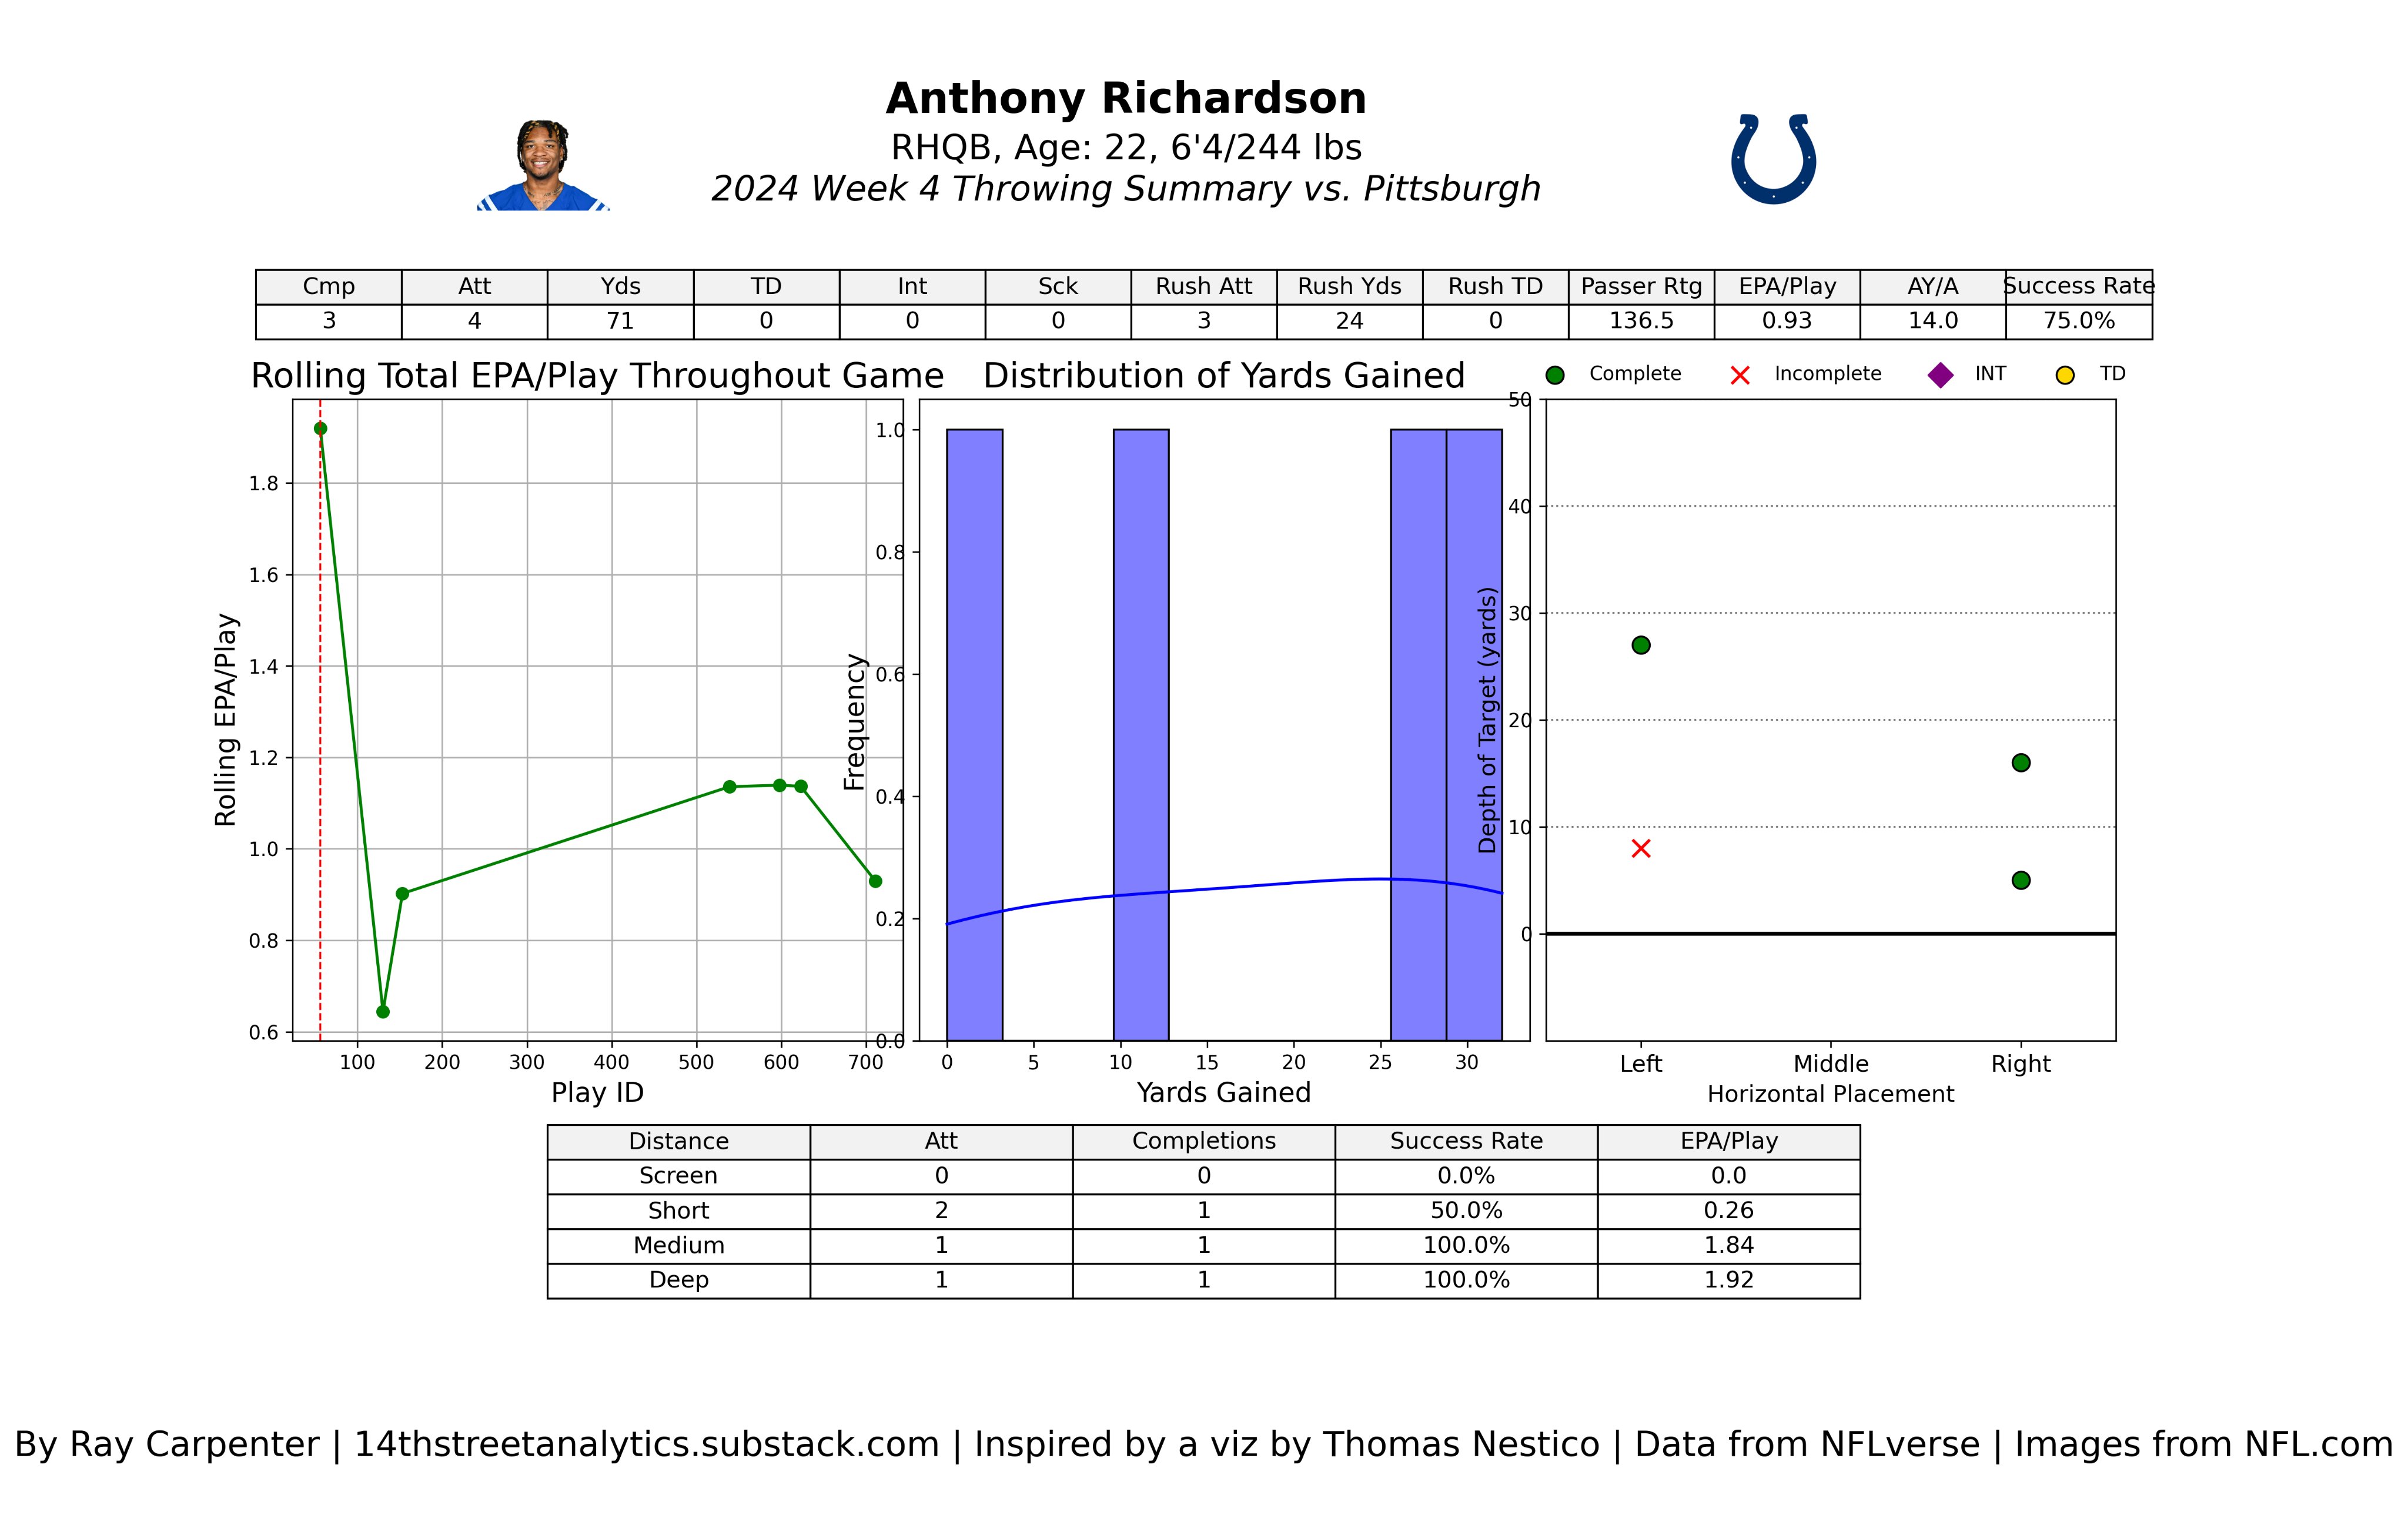 Anthony Richardson
RHQB, Age: 22, 6'4/244 lbs
2024 Week 4 Throwing Summary vs. Pittsburgh
Cmp Att Yds TD Int Sck Rush Att Rush Yds Rush TD Passer Rtg EPA/Play AY/A Success Rate
3 4 71 0 0 0 3 24 0 136.5 0.93 14.0 75.0%
Rolling Total EPA/Play Throughout Game
Rolling EPA/Play
1.8
1.6
1.4
1.2
1.0
0.8
0.6
100 200 300 400 500 600 700
Play ID
Distribution of Yards Gained
Frequency
1.0
0.8
0.6
0.4
0.2
0.0
0 5 10 15 20 25 30
Yards Gained
Complete Incomplete INT TD
Depth of Target (yards)
50
40
30
20
10
0
Left Middle Right
Horizontal Placement
Distance Att Completions Success Rate EPA/Play
Screen 0 0 0.0% 0.0
Short 2 1 50.0% 0.26
Medium 1 1 100.0% 1.84
Deep 1 1 100.0% 1.92
By Ray Carpenter | 14thstreetanalytics.substack.com | Inspired by a viz by Thomas Nestico | Data from NFLverse | Images from NFL.com